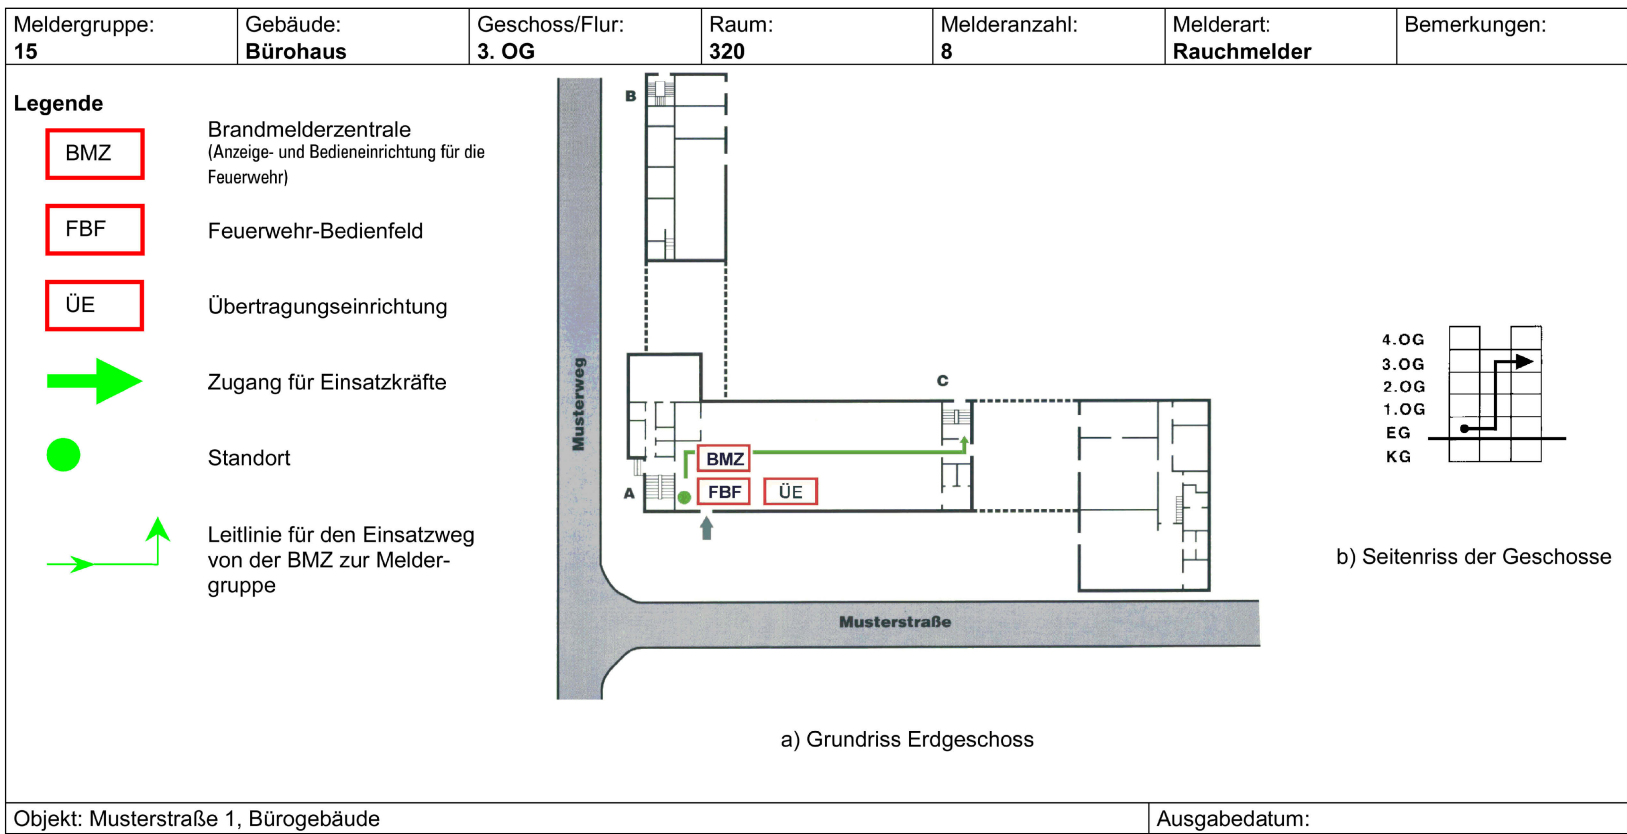 Meldergruppe:
15
Gebäude:
Bürohaus
Geschoss/Flur:
3. OG
Raum:
320
Melderanzahl:
8
Melderart:
Rauchmelder
Bemerkungen:
Legende
BMZ
Brandmelderzentrale
(Anzeige- und Bedieneinrichtung für die
Feuerwehr)
FBF
Feuerwehr-Bedienfeld
ÜE
Übertragungseinrichtung
Zugang für Einsatzkräfte
Standort
Leitlinie für den Einsatzweg
von der BMZ zur Melder-
gruppe
B
Musterweg
C
BMZ
A
FBF
ÜE
Musterstraße
a) Grundriss Erdgeschoss
4.OG
3.OG
2.OG
1.OG
EG
KG
b) Seitenriss der Geschosse
Objekt: Musterstraße 1, Bürogebäude
Ausgabedatum: